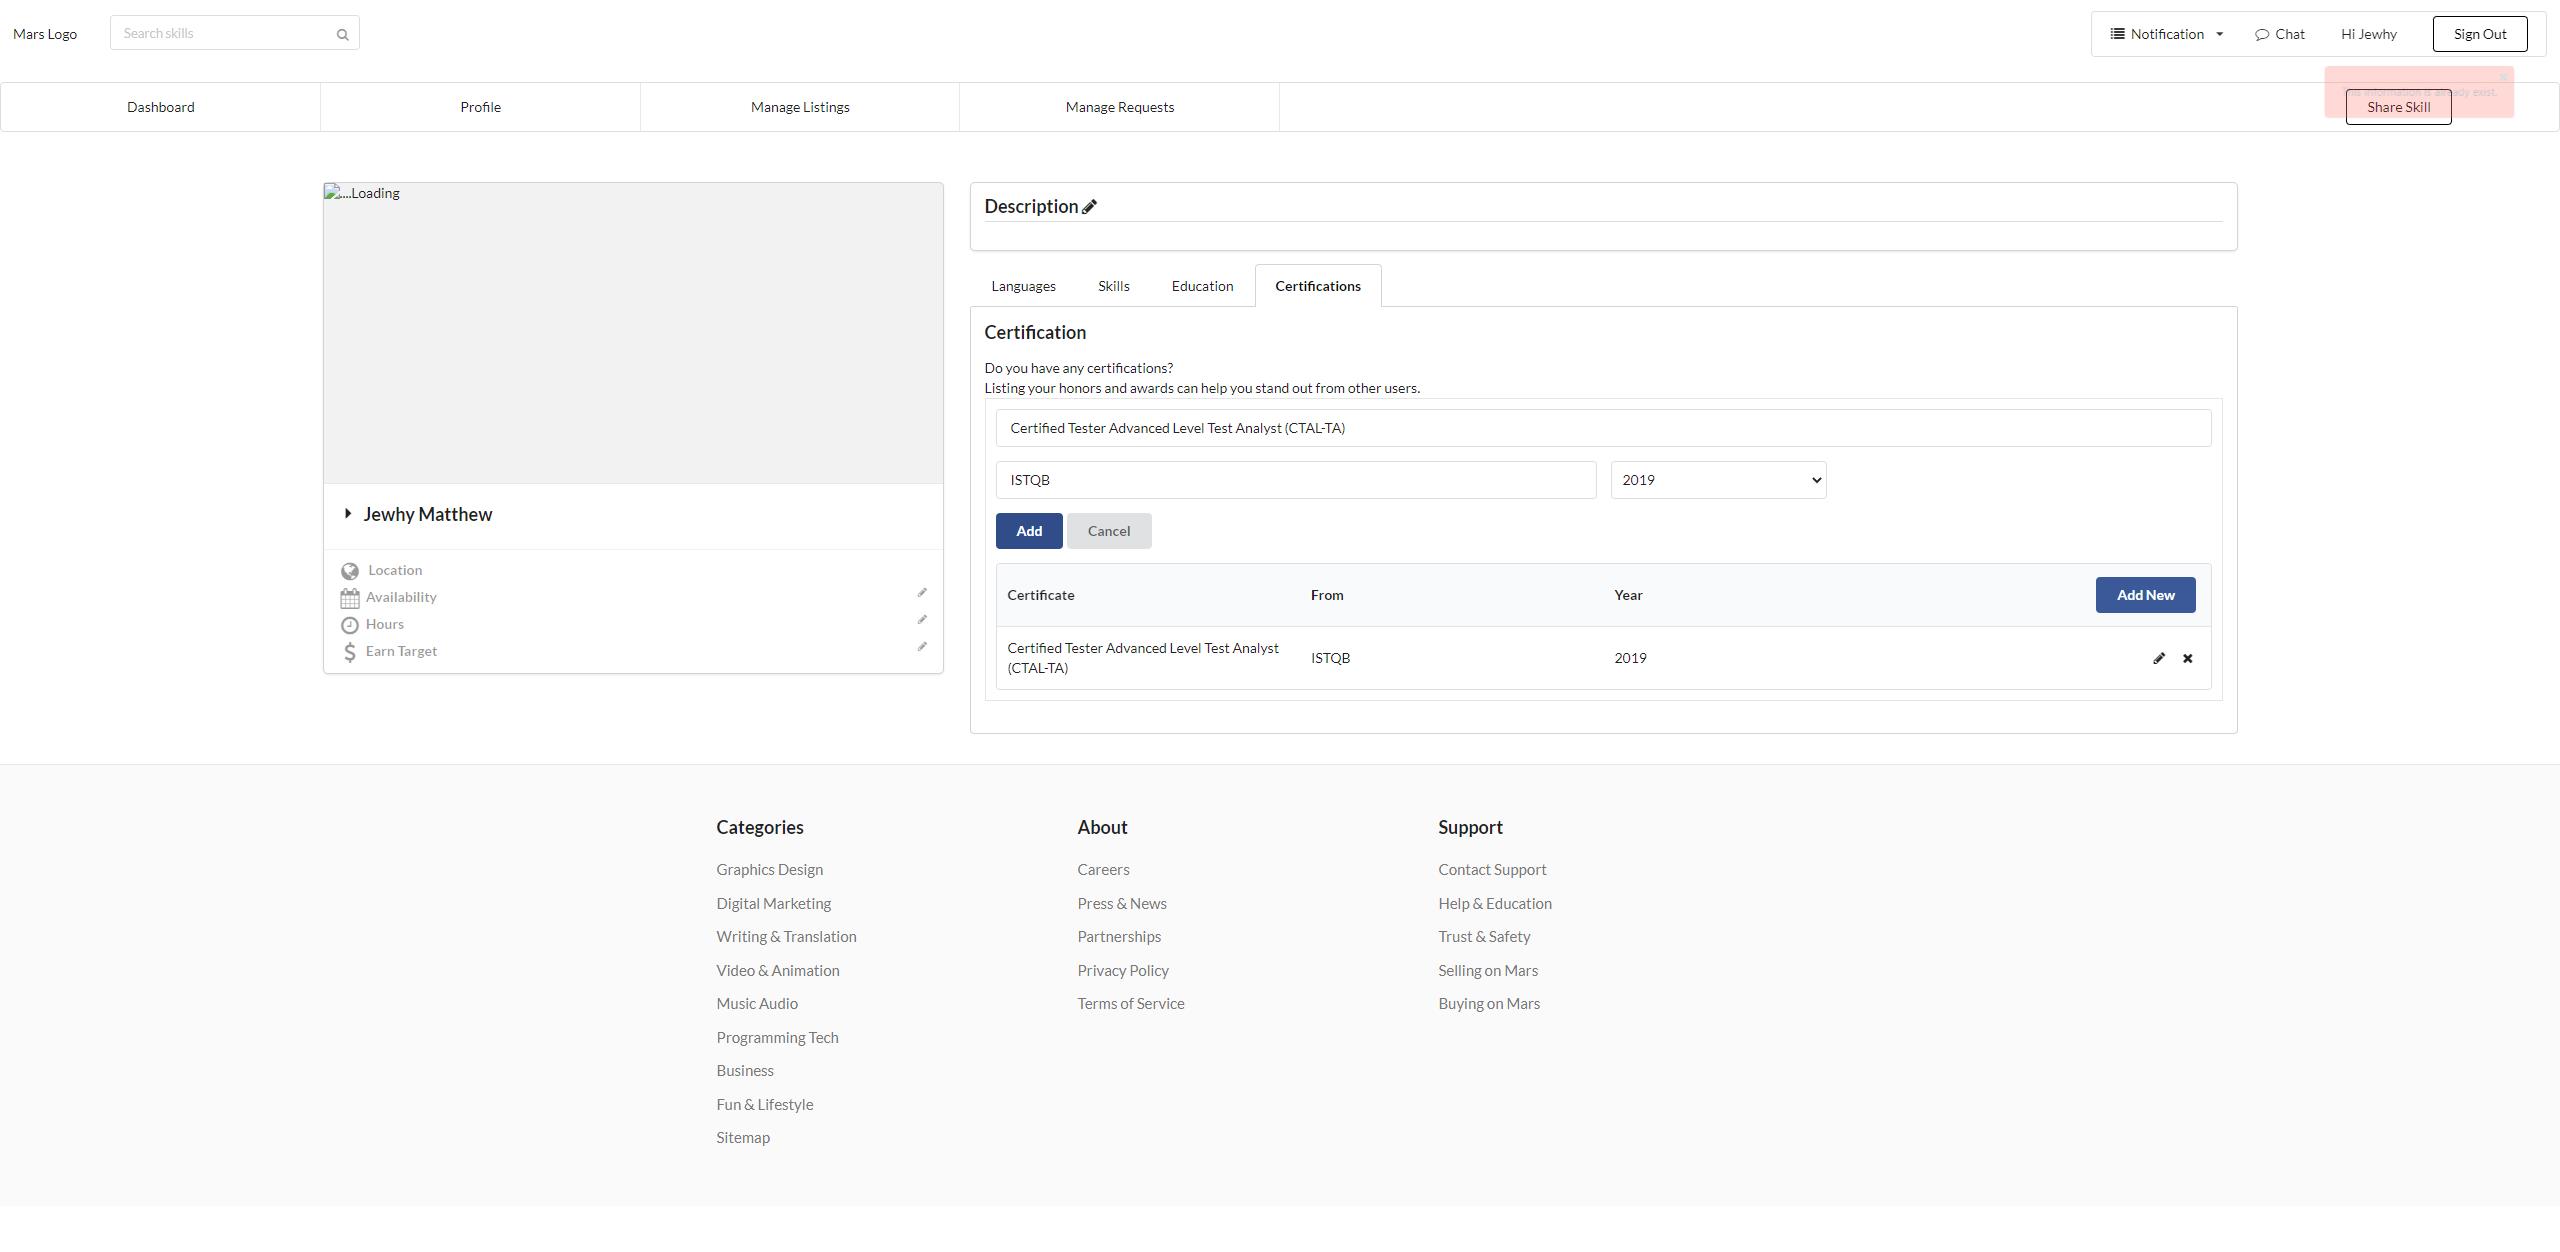 Mars Logo
Search skills
Notification
Chat
Hi Jewhy
Sign Out
This information is already exist.
Dashboard
Profile
Manage Listings
Manage Requests
Share Skill
....Loading
Jewhy Matthew
Location
Availability
Hours
Earn Target
Description
Languages
Skills
Education
Certifications
Certification
Do you have any certifications?
Listing your honors and awards can help you stand out from other users.
Certified Tester Advanced Level Test Analyst (CTAL-TA)
ISTQB
2019
Add
Cancel
Certificate
From
Year
Add New
Certified Tester Advanced Level Test Analyst
(CTAL-TA)
ISTQB
2019
Categories
Graphics Design
Digital Marketing
Writing & Translation
Video & Animation
Music Audio
Programming Tech
Business
Fun & Lifestyle
Sitemap
About
Careers
Press & News
Partnerships
Privacy Policy
Terms of Service
Support
Contact Support
Help & Education
Trust & Safety
Selling on Mars
Buying on Mars